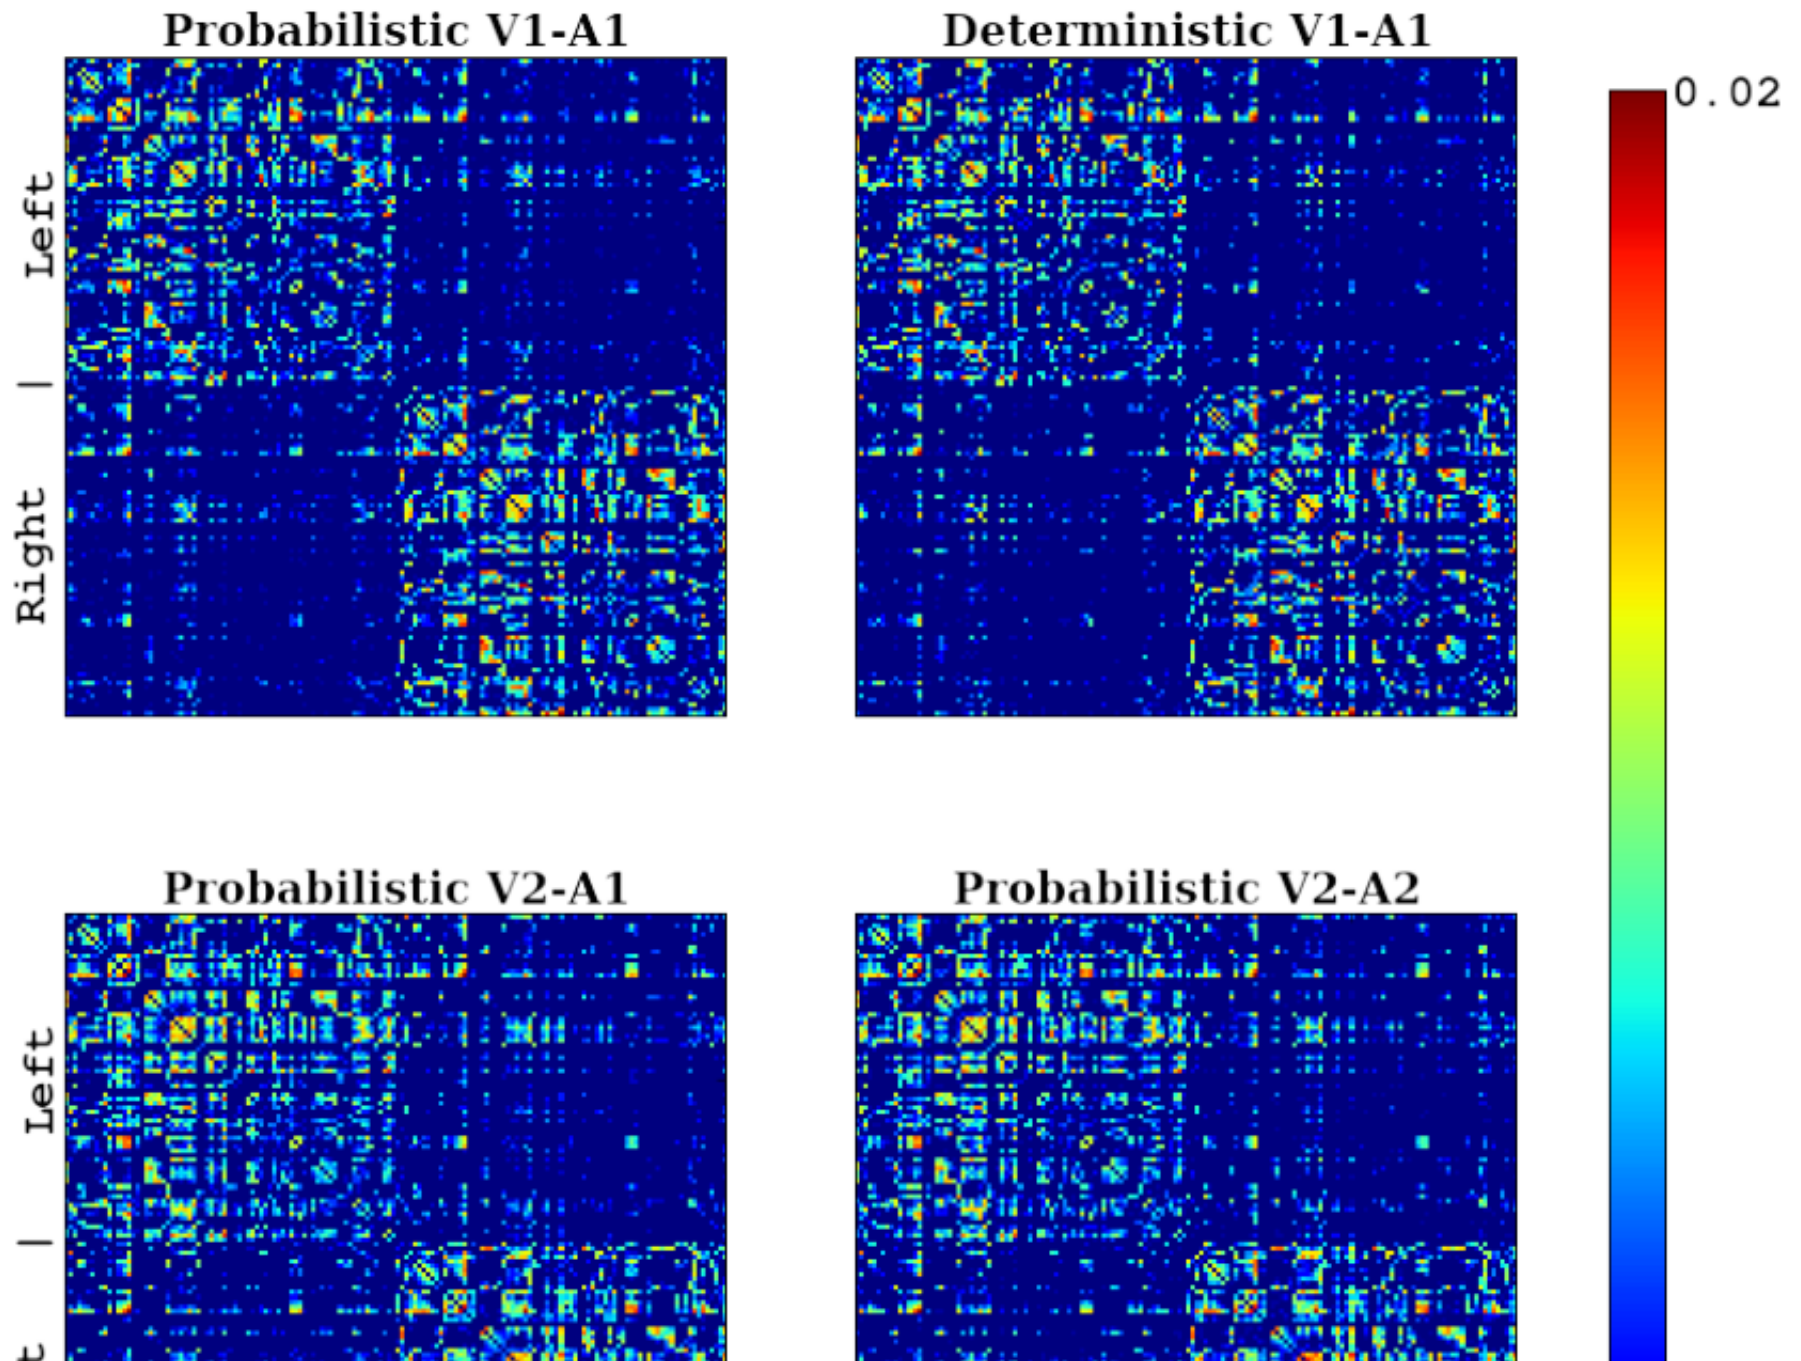 Probabilistic V1-A1
Deterministic V1-A1
0.02
Left
|
Right
Probabilistic V2-A1
Probabilistic V2-A2
Left
|
t